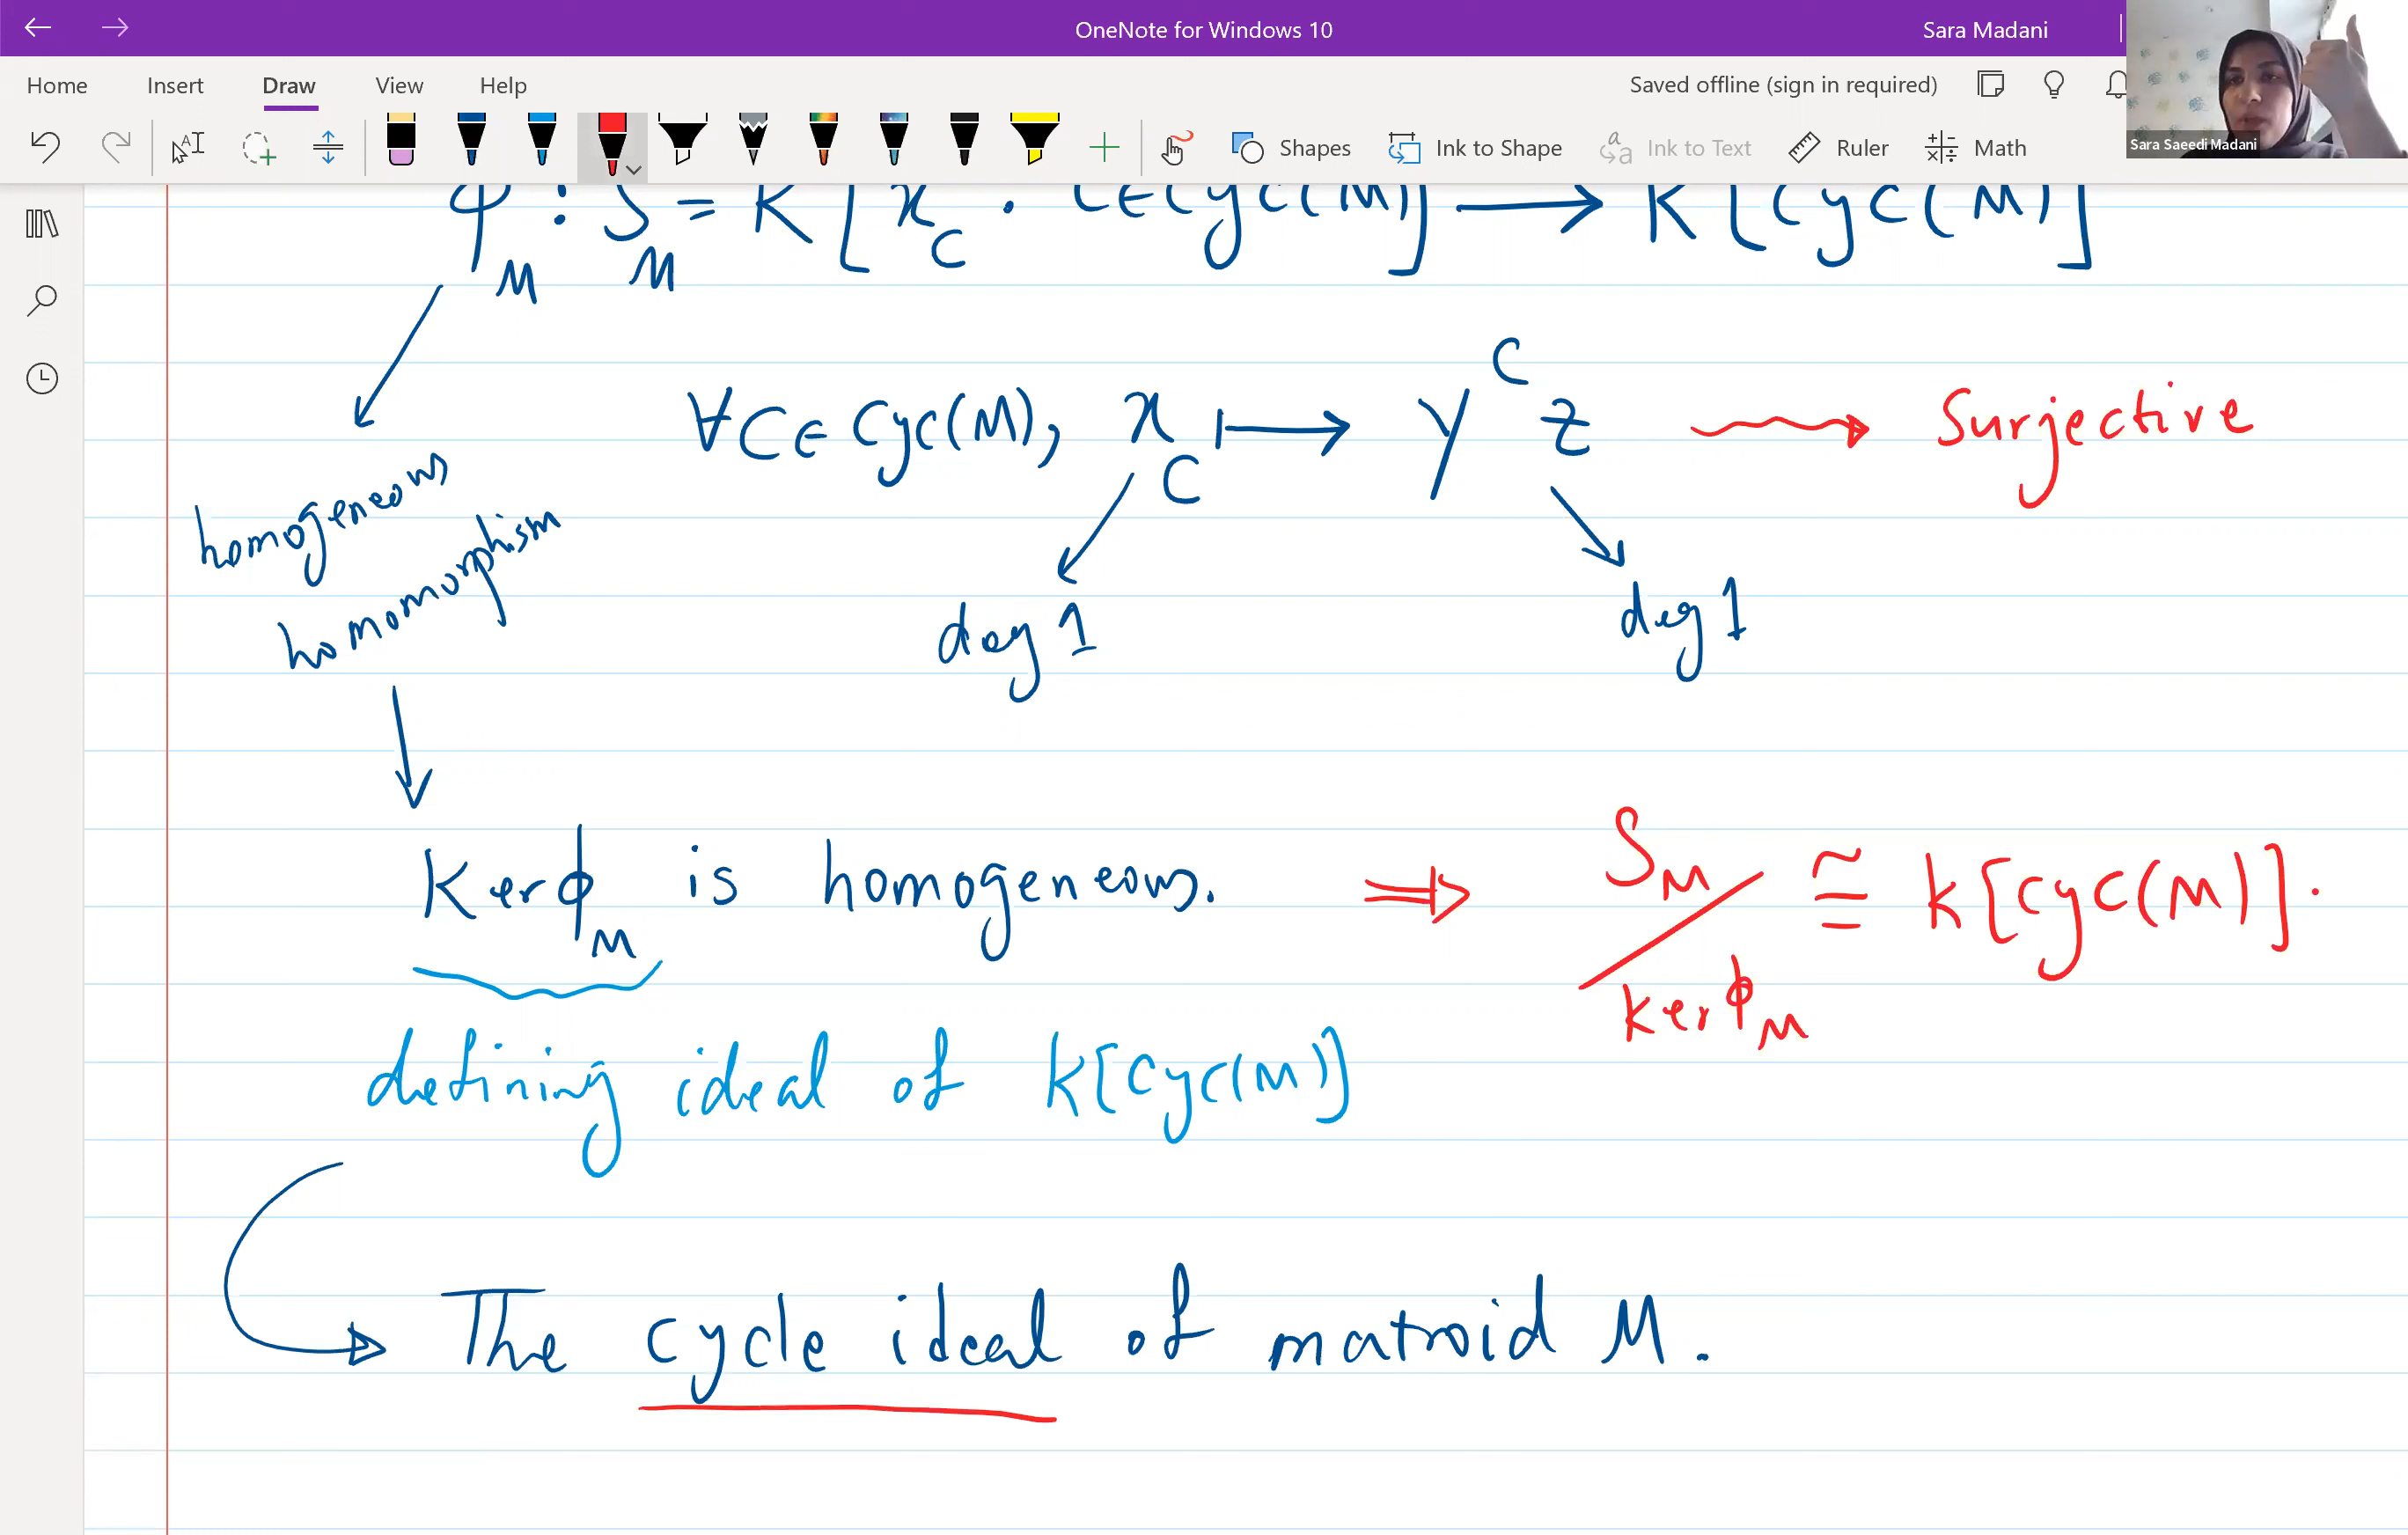 OneNote for Windows 10
Sara Madani
Home Insert Draw View Help
Saved offline (sign in required)
Shapes Ink to Shape Ink to Text Ruler Math
Sara Saeedi Madani
φ_M : S_M = K[x_C : C∈Cyc(M)] ⟶ K[Cyc(M)]
∀C∈Cyc(M), x_C ⟼ Y^C z ⇝ Surjective
homogeneous
homomorphism
deg 1
deg 1
Ker ϕ_M is homogeneous. ⇒ S_M / ker ϕ_M ≅ K[Cyc(M)].
defining ideal of K[Cyc(M)]
The cycle ideal of matroid M.